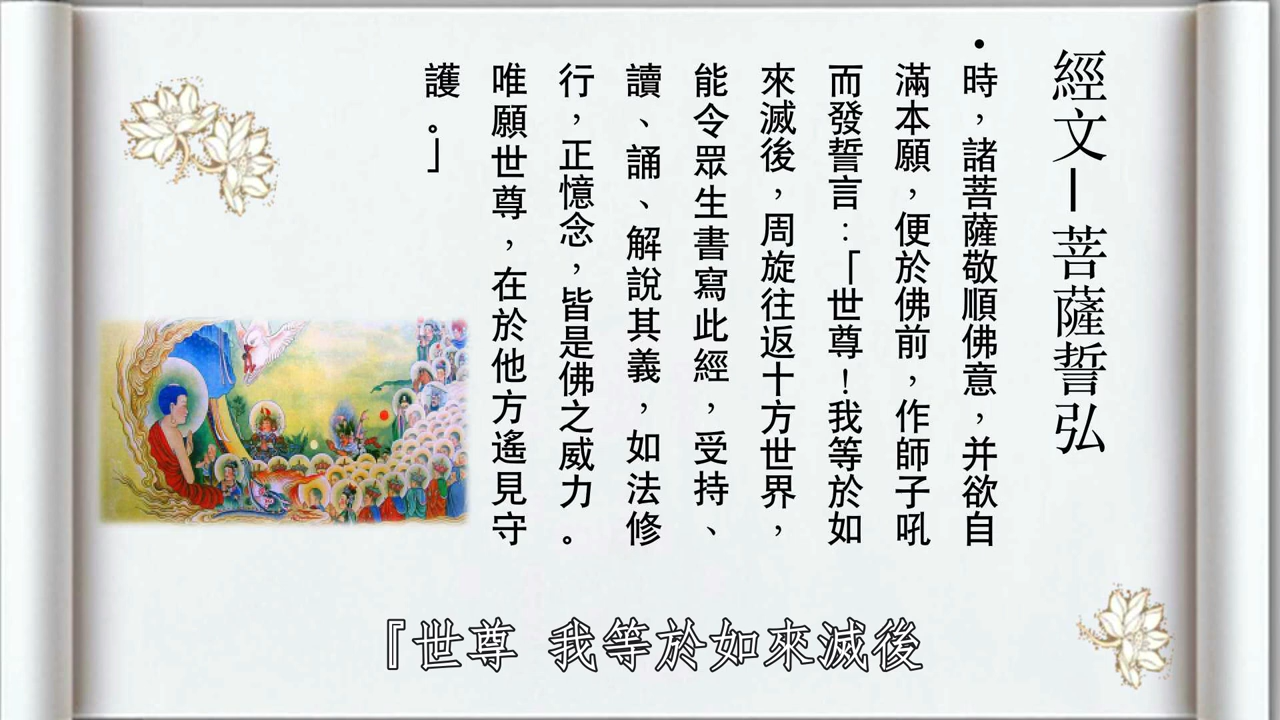 經文—菩薩誓弘
•時，諸菩薩敬順佛意，并欲自
滿本願，便於佛前，作師子吼
而發誓言：「世尊！我等於如
來滅後，周旋往返十方世界，
能令眾生書寫此經，受持、
讀、誦、解說其義，如法修
行，正憶念，皆是佛之威力。
唯願世尊，在於他方遙見守
護。」
『世尊 我等於如來滅後